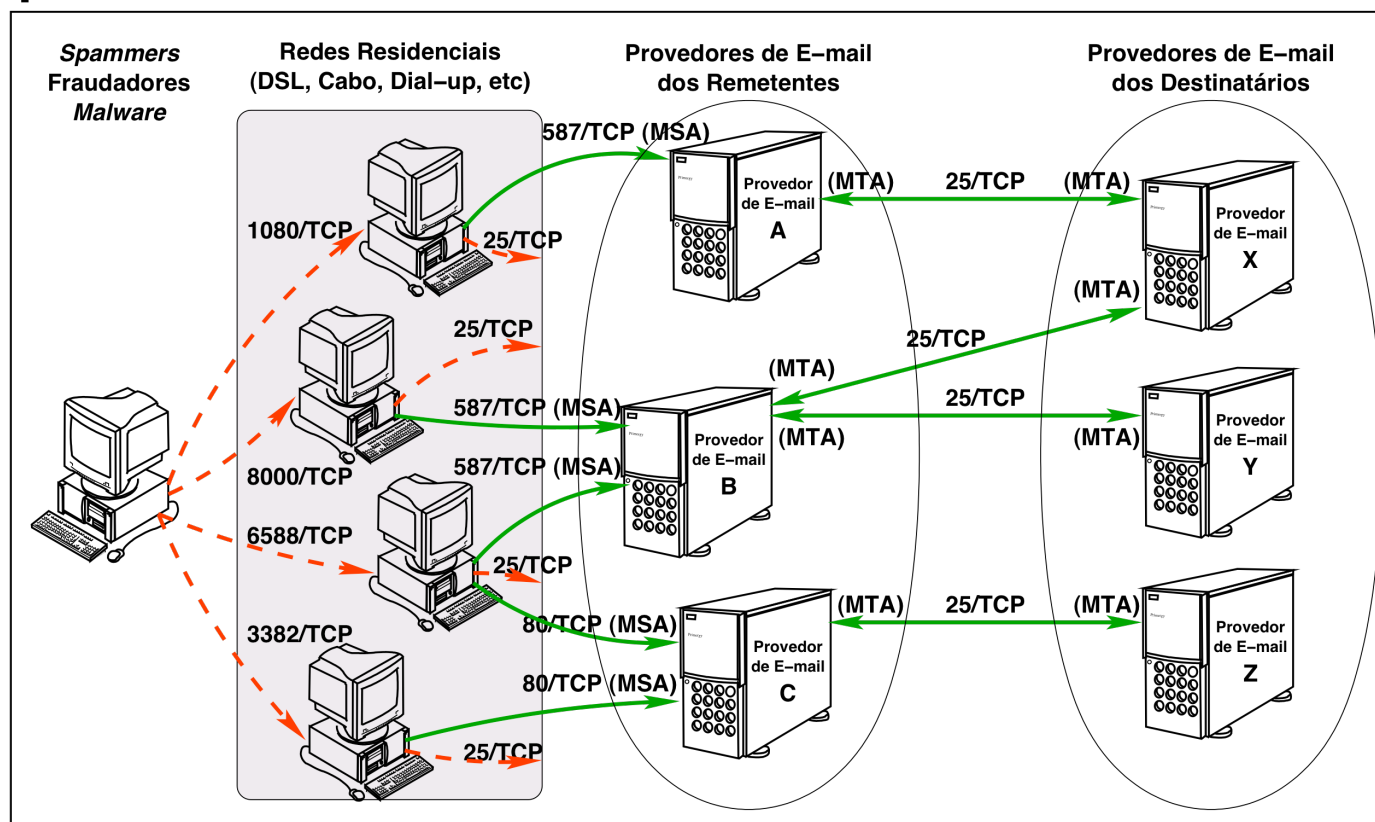 Spammers
Fraudadores
Malware
Redes Residenciais
(DSL, Cabo, Dial–up, etc)
Provedores de E–mail
dos Remetentes
Provedores de E–mail
dos Destinatários
587/TCP (MSA)
1080/TCP
25/TCP
Provedor
de E–mail
A
(MTA)
25/TCP
(MTA)
Provedor
de E–mail
X
(MTA)
25/TCP
25/TCP
(MTA)
587/TCP (MSA)
8000/TCP
Provedor
de E–mail
B
25/TCP
(MTA)
(MTA)
Provedor
de E–mail
Y
587/TCP (MSA)
6588/TCP
25/TCP
80/TCP (MSA)
3382/TCP
80/TCP (MSA)
25/TCP
Provedor
de E–mail
C
(MTA)
25/TCP
(MTA)
Provedor
de E–mail
Z